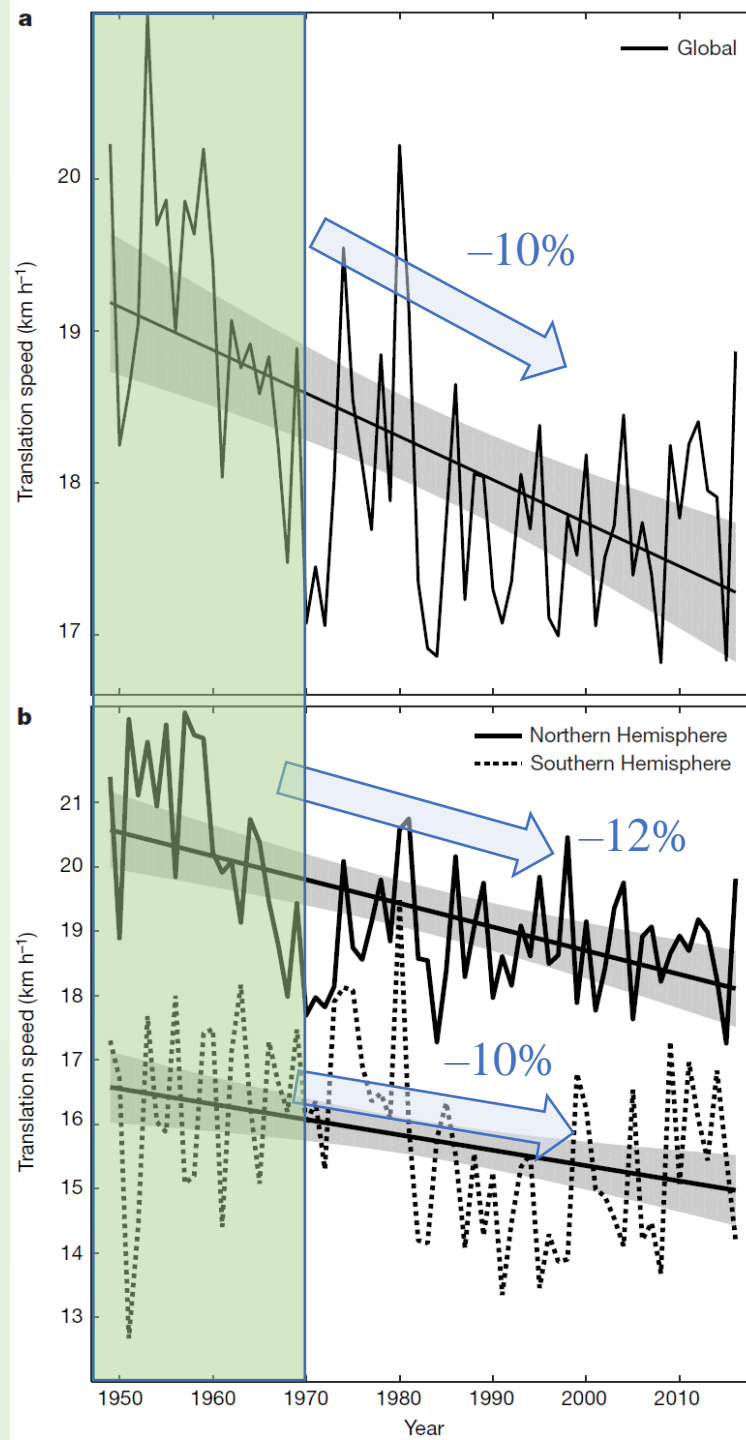 a
Global
20
19
18
17
Translation speed (km h⁻¹)
–10%
b
Northern Hemisphere
Southern Hemisphere
21
20
19
18
17
16
15
14
13
Translation speed (km h⁻¹)
–12%
–10%
1950 1960 1970 1980 1990 2000 2010
Year